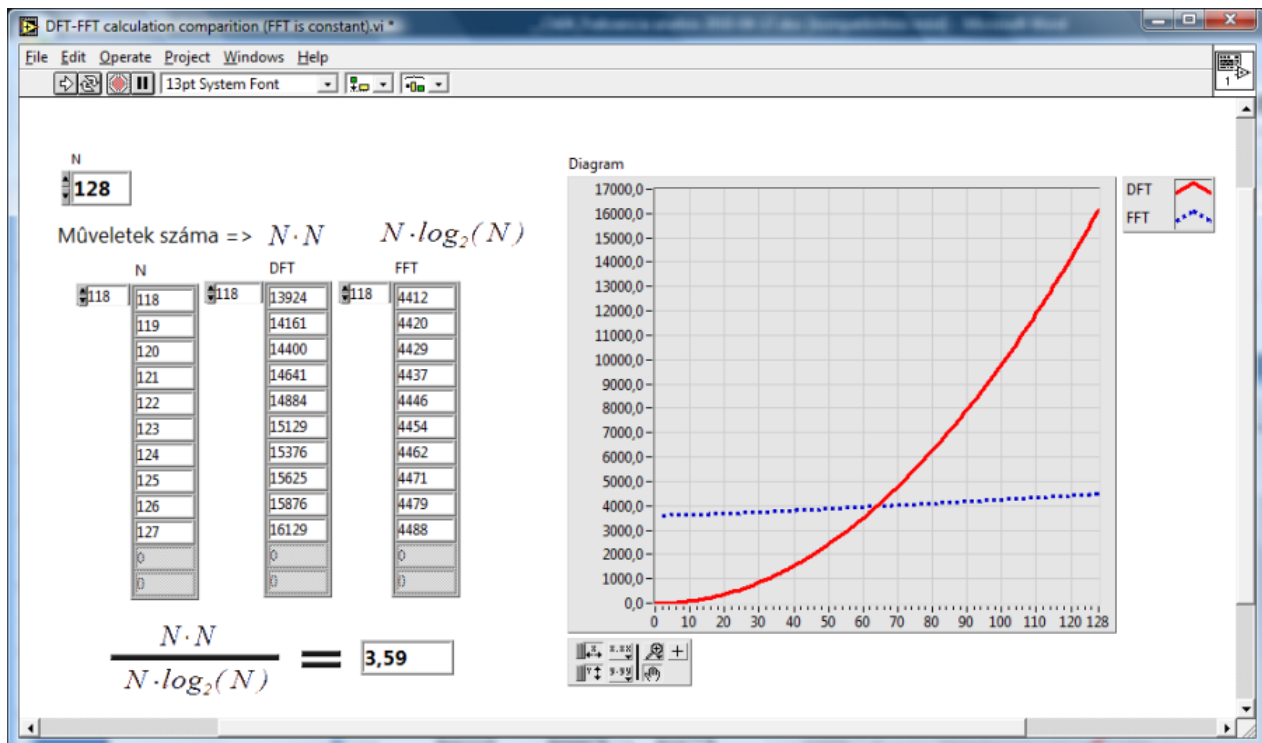 DFT-FFT calculation comparition (FFT is constant).vi *
File Edit Operate Project Windows Help
13pt System Font
1
N
128
Mûveletek száma => N·N N·log₂(N)
N DFT FFT
118 118 118 13924 118 4412
119 14161 4420
120 14400 4429
121 14641 4437
122 14884 4446
123 15129 4454
124 15376 4462
125 15625 4471
126 15876 4479
127 16129 4488
0 0 0
0 0 0
N·N
N·log₂(N)
= 3,59
Diagram
17000,0
16000,0
15000,0
14000,0
13000,0
12000,0
11000,0
10000,0
9000,0
8000,0
7000,0
6000,0
5000,0
4000,0
3000,0
2000,0
1000,0
0,0
0 10 20 30 40 50 60 70 80 90 100 110 120 128
DFT
FFT
x.xx
y.yy